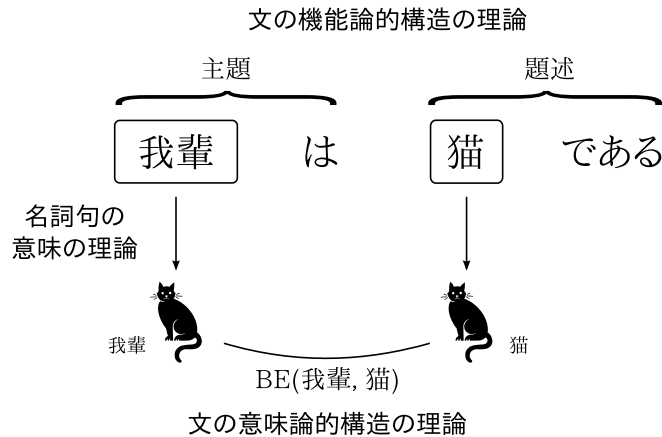 文の機能論的構造の理論
主題 題述
我輩 は 猫 である
名詞句の
意味の理論
我輩 猫
BE(我輩, 猫)
文の意味論的構造の理論